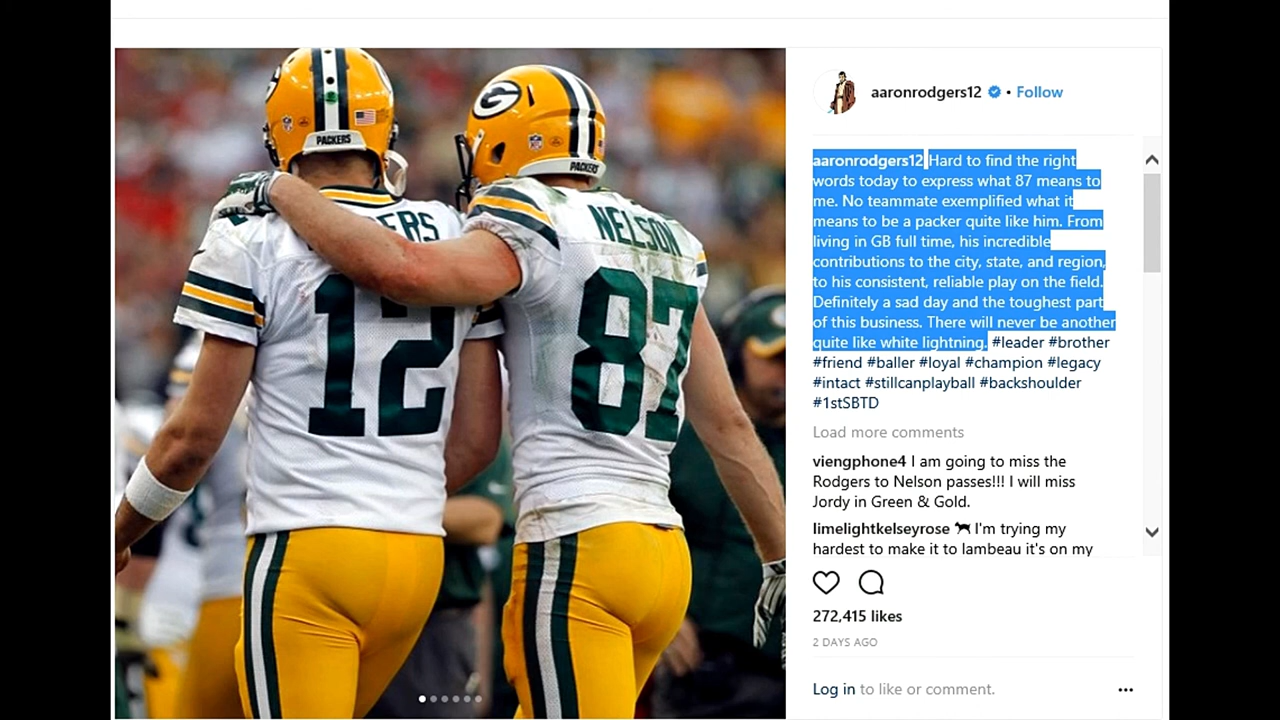 PACKERS
PACKERS
ERS
NELSON
12
87
aaronrodgers12 • Follow
aaronrodgers12 Hard to find the right
words today to express what 87 means to
me. No teammate exemplified what it
means to be a packer quite like him. From
living in GB full time, his incredible
contributions to the city, state, and region,
to his consistent, reliable play on the field.
Definitely a sad day and the toughest part
of this business. There will never be another
quite like white lightning. #leader #brother
#friend #baller #loyal #champion #legacy
#intact #stillcanplayball #backshoulder
#1stSBTD
Load more comments
viengphone4 I am going to miss the
Rodgers to Nelson passes!!! I will miss
Jordy in Green & Gold.
limelightkelseyrose 🐎 I'm trying my
hardest to make it to lambeau it's on my
272,415 likes
2 DAYS AGO
Log in to like or comment.